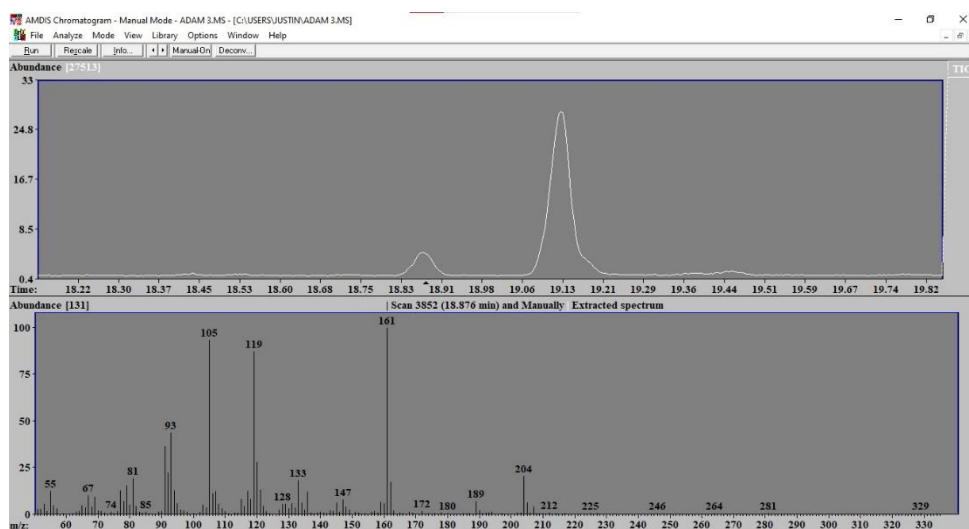 AMDIS Chromatogram - Manual Mode - ADAM 3.MS - [C:\USERS\JUSTIN\ADAM 3.MS]
File Analyze Mode View Library Options Window Help
Run Rescale Info... Manual-On Deconv...
Abundance [27513] TIC
33
24.8
16.7
8.5
0.4
Time: 18.22 18.30 18.37 18.45 18.53 18.60 18.68 18.75 18.83 18.91 18.98 19.06 19.13 19.21 19.29 19.36 19.44 19.51 19.59 19.67 19.74 19.82
Abundance [131] | Scan 3852 (18.876 min) and Manually | Extracted spectrum
100 105 119 161
75
50 93
25 55 67 81 133 204
74 85 128 147 172 180 189 212 225 246 264 281 329
0
m/z: 60 70 80 90 100 110 120 130 140 150 160 170 180 190 200 210 220 230 240 250 260 270 280 290 300 310 320 330